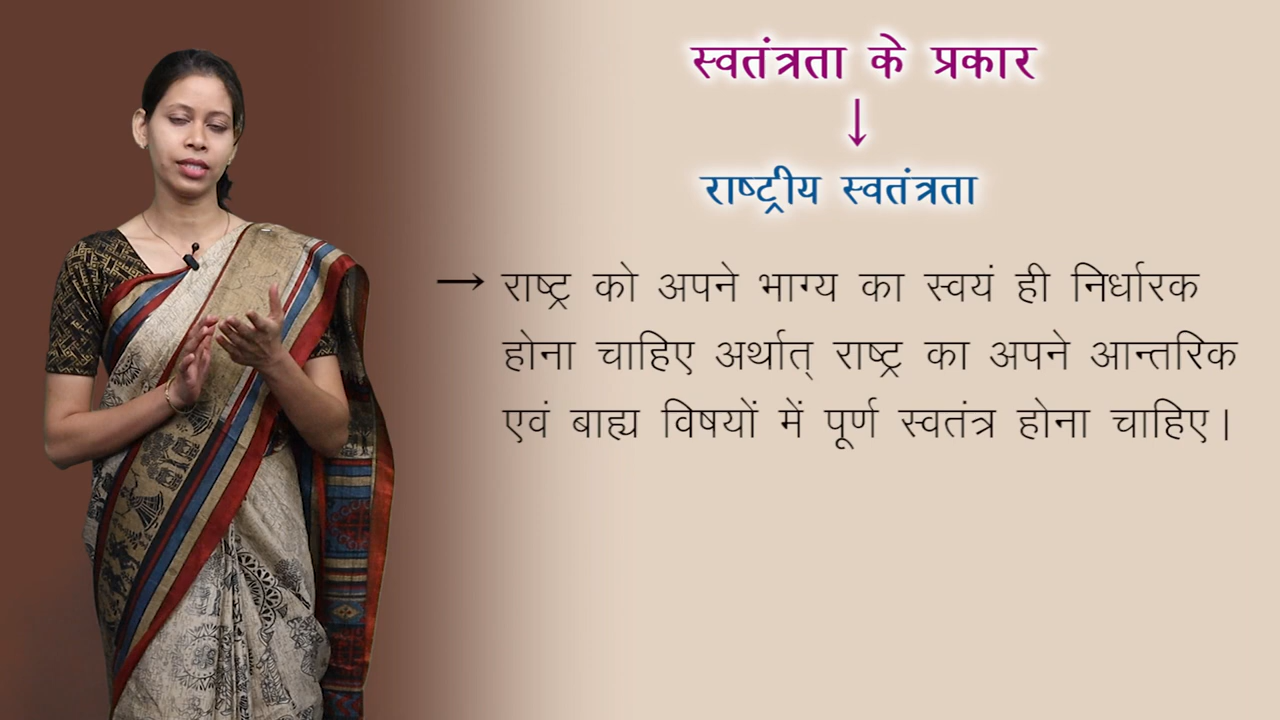 स्वतंत्रता के प्रकार
↓
राष्ट्रीय स्वतंत्रता
→ राष्ट्र को अपने भाग्य का स्वयं ही निर्धारक
होना चाहिए अर्थात् राष्ट्र का अपने आन्तरिक
एवं बाह्य विषयों में पूर्ण स्वतंत्र होना चाहिए।